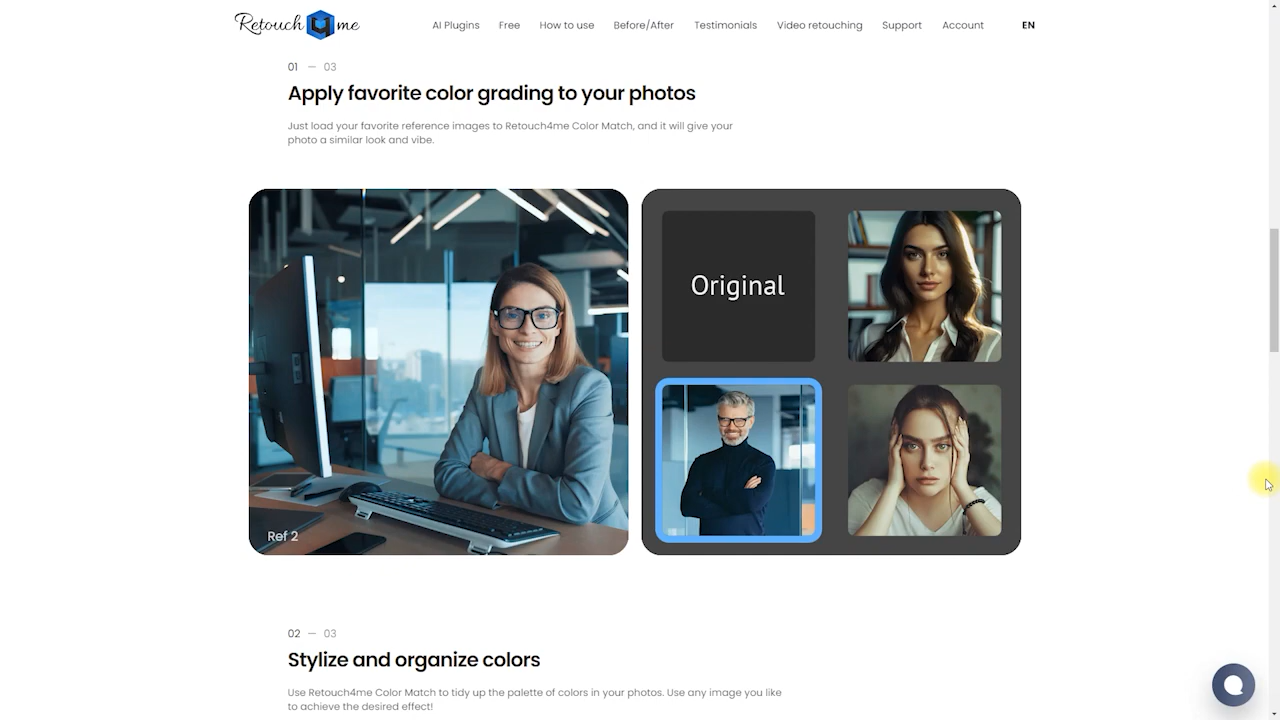 Retouch4me
AI Plugins Free How to use Before/After Testimonials Video retouching Support Account EN
01 — 03
Apply favorite color grading to your photos
Just load your favorite reference images to Retouch4me Color Match, and it will give your
photo a similar look and vibe.
Original
Ref 2
02 — 03
Stylize and organize colors
Use Retouch4me Color Match to tidy up the palette of colors in your photos. Use any image you like
to achieve the desired effect!